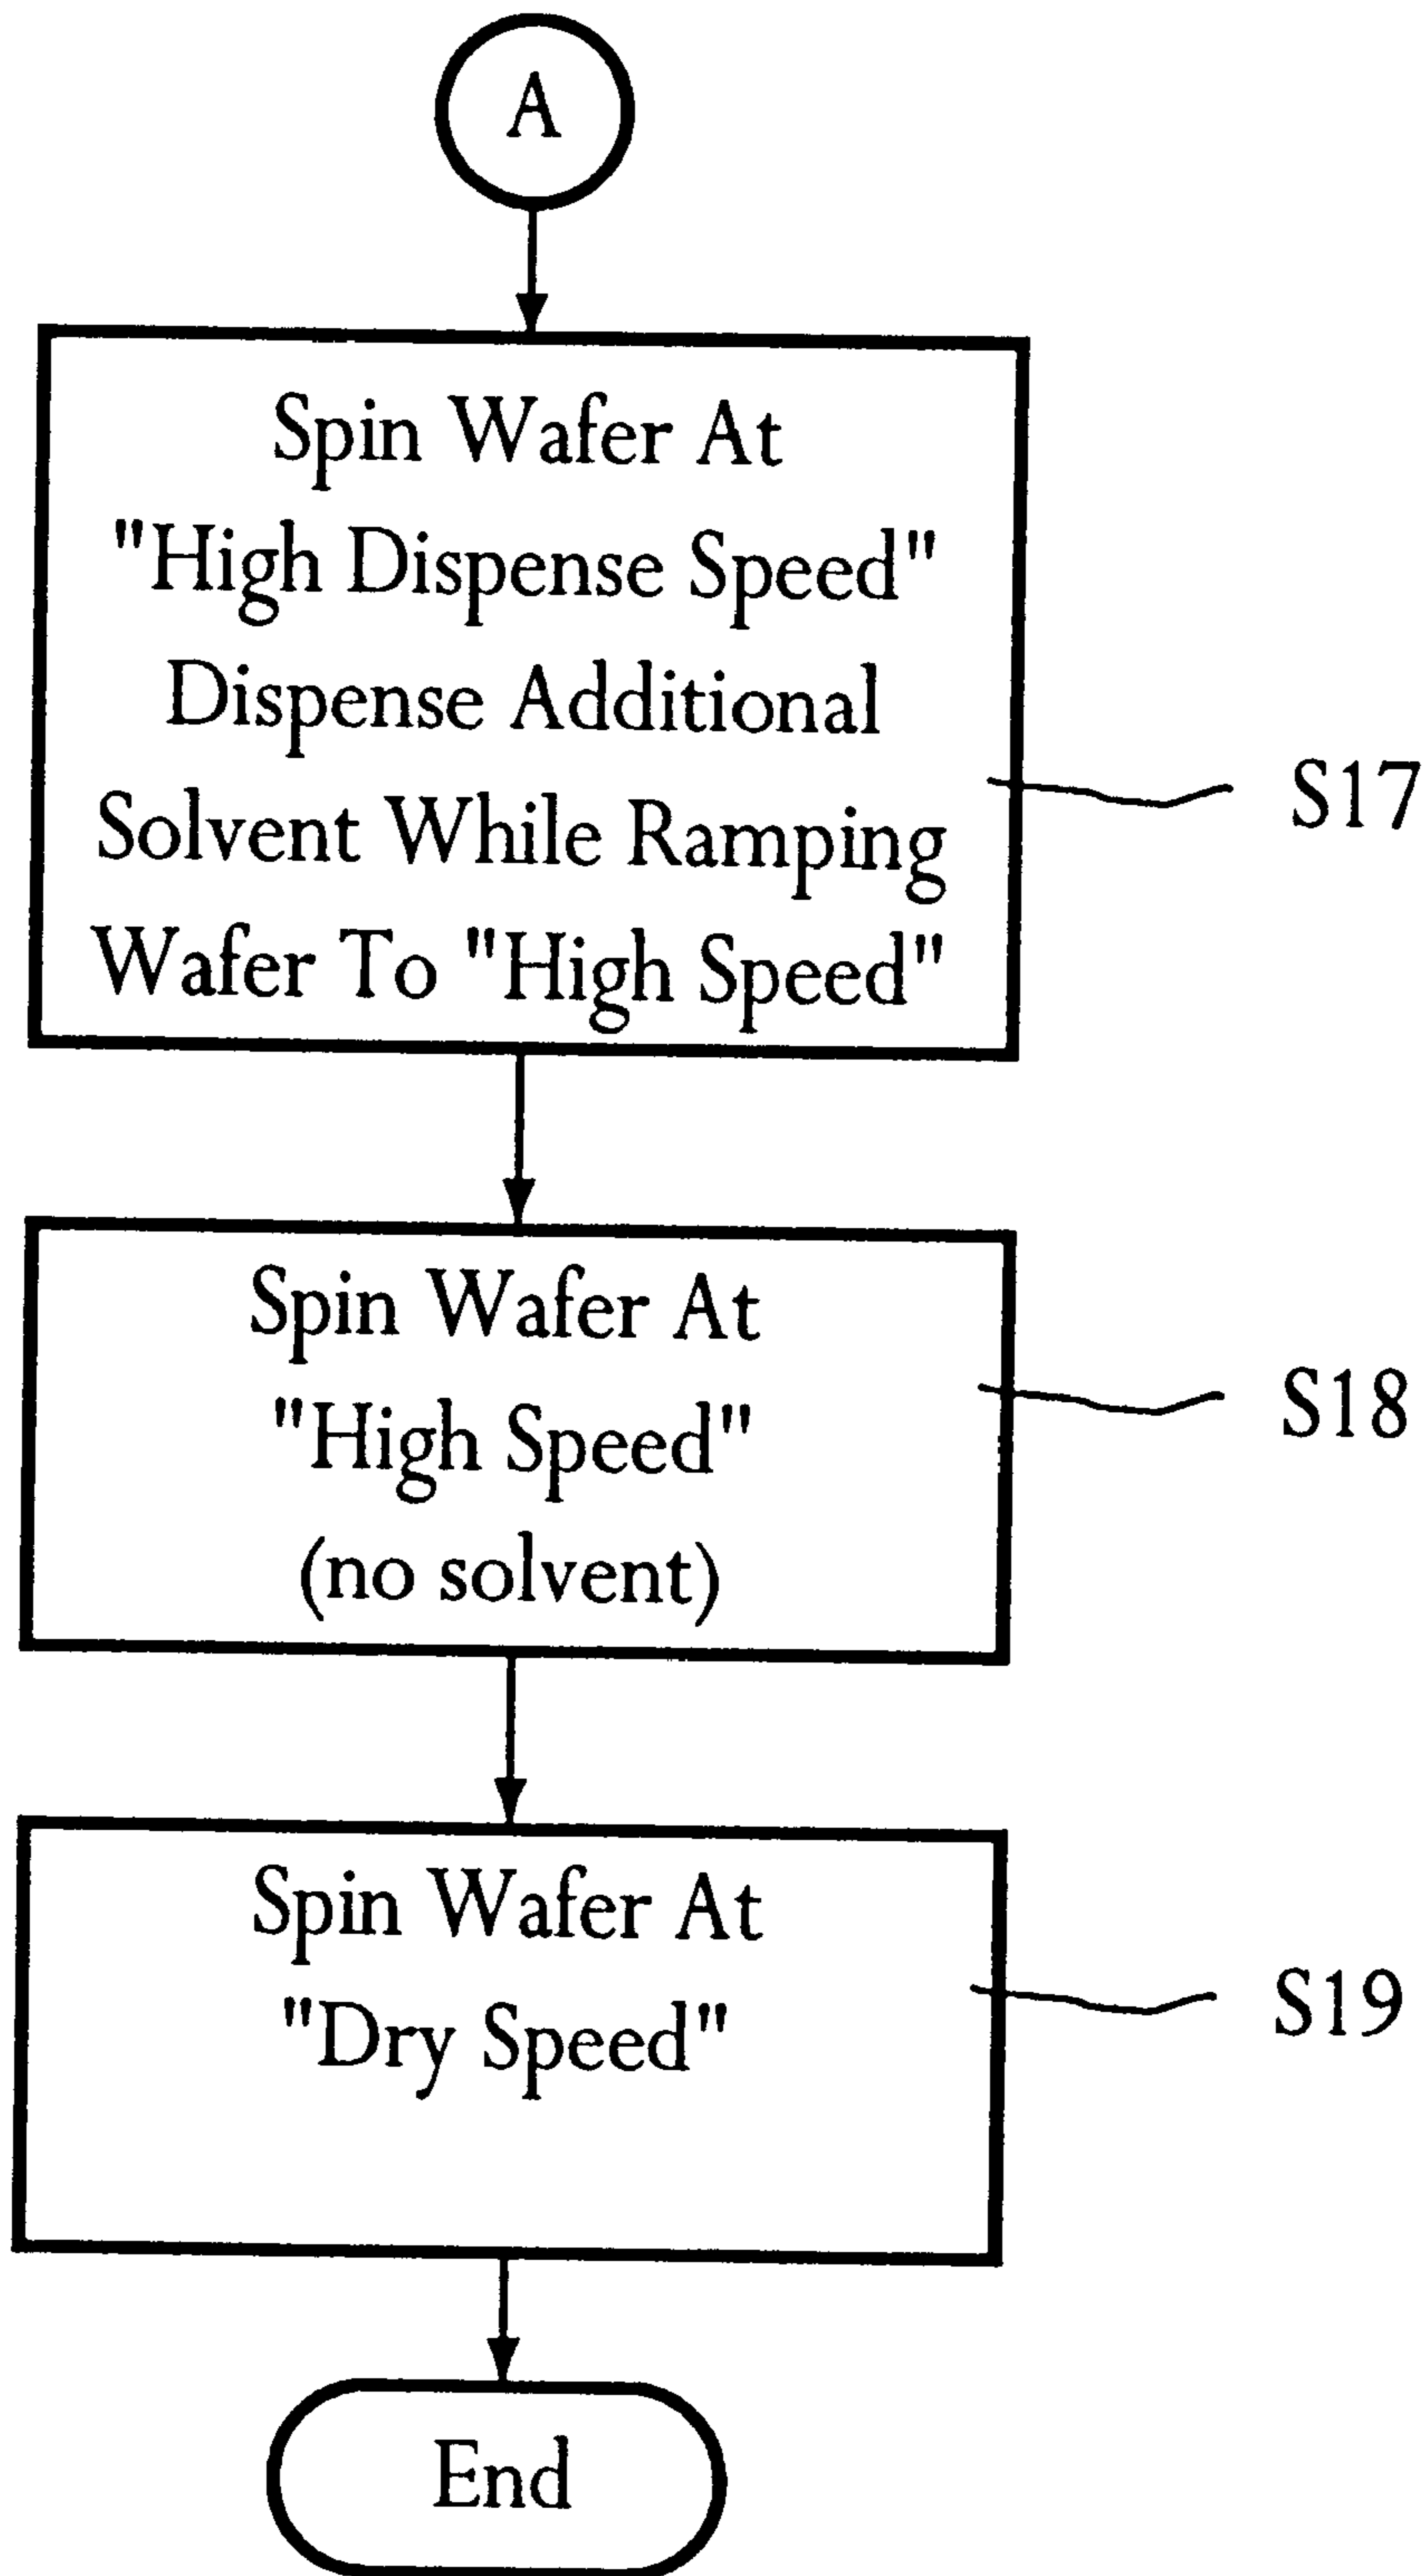 A
Spin Wafer At
"High Dispense Speed"
Dispense Additional
Solvent While Ramping
Wafer To "High Speed"
S17
Spin Wafer At
"High Speed"
(no solvent)
S18
Spin Wafer At
"Dry Speed"
S19
End